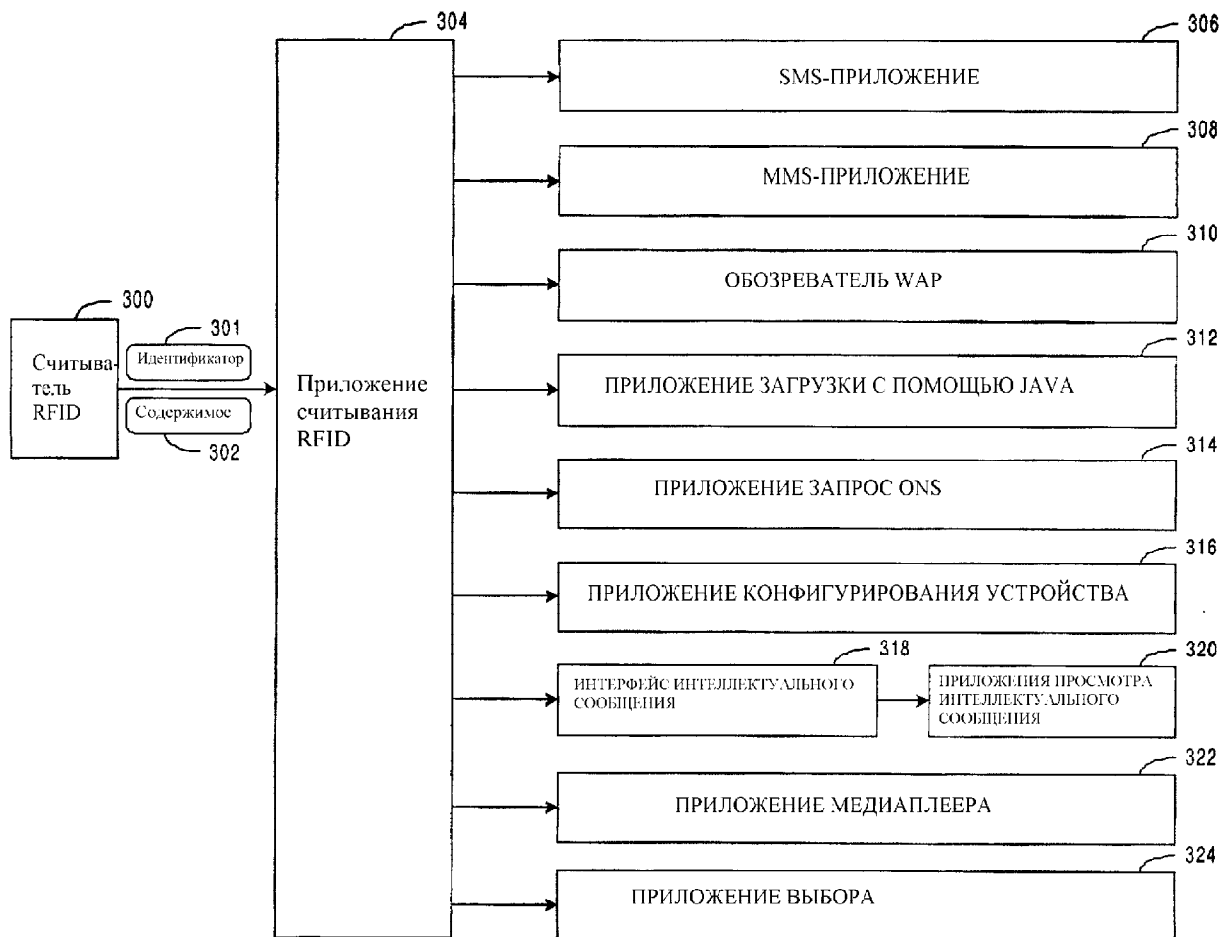 304
306
SMS-ПРИЛОЖЕНИЕ
308
MMS-ПРИЛОЖЕНИЕ
310
ОБОЗРЕВАТЕЛЬ WAP
300
301
Считыва-
тель
RFID
Идентификатор
Содержимое
302
Приложение
считывания
RFID
312
ПРИЛОЖЕНИЕ ЗАГРУЗКИ С ПОМОЩЬЮ JAVA
314
ПРИЛОЖЕНИЕ ЗАПРОС ONS
316
ПРИЛОЖЕНИЕ КОНФИГУРИРОВАНИЯ УСТРОЙСТВА
318
ИНТЕРФЕЙС ИНТЕЛЛЕКТУАЛЬНОГО
СООБЩЕНИЯ
320
ПРИЛОЖЕНИЯ ПРОСМОТРА
ИНТЕЛЛЕКТУАЛЬНОГО
СООБЩЕНИЯ
322
ПРИЛОЖЕНИЕ МЕДИАПЛЕЕРА
324
ПРИЛОЖЕНИЕ ВЫБОРА